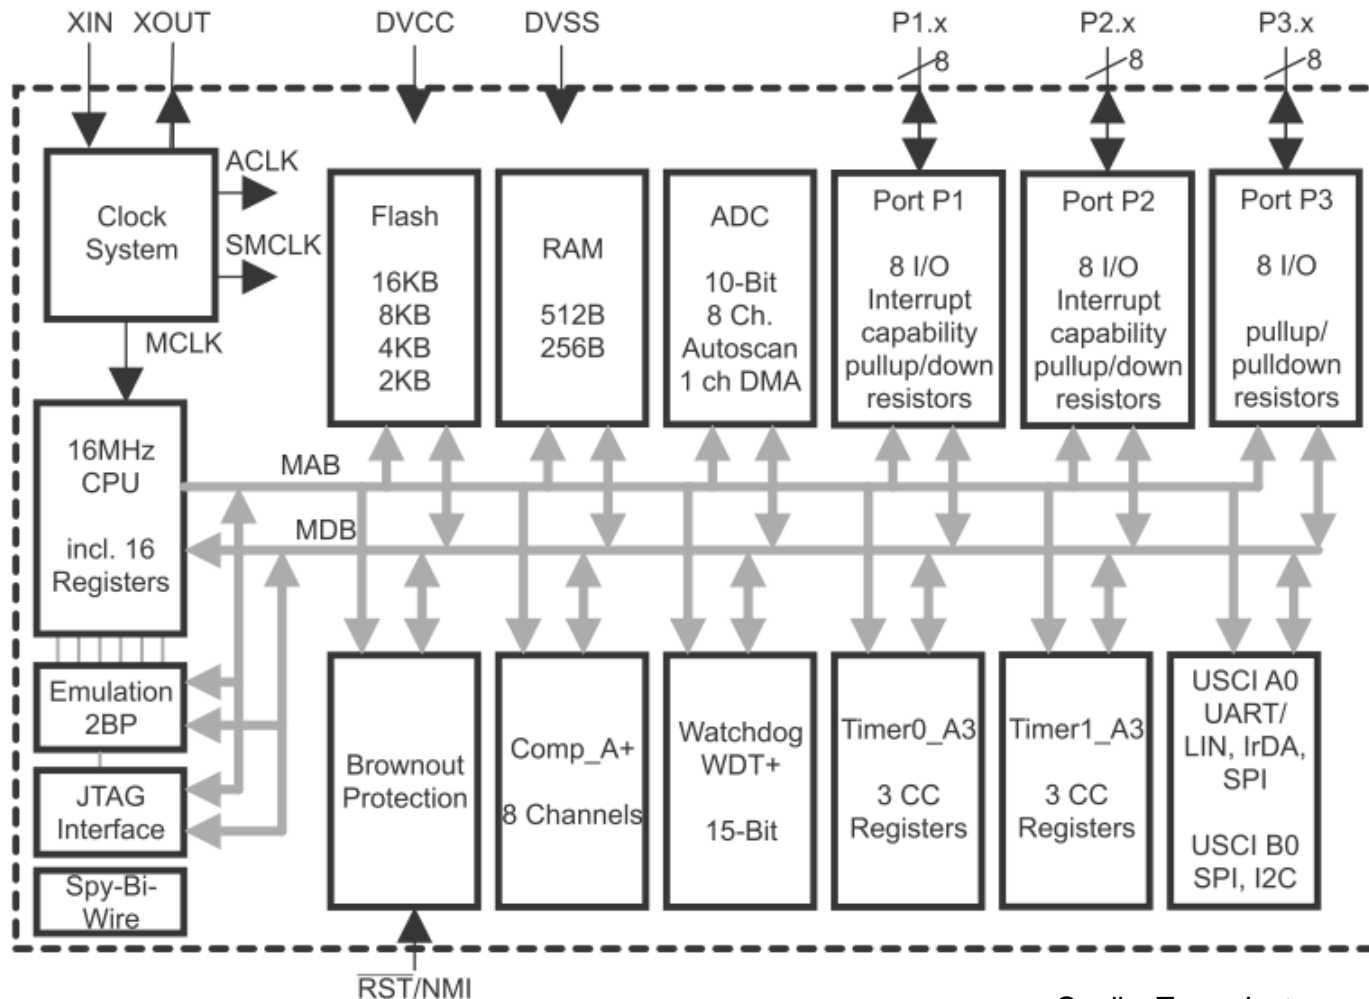 XIN XOUT DVCC DVSS P1.x P2.x P3.x
8 8 8
Clock
System
ACLK
SMCLK
MCLK
Flash
16KB
8KB
4KB
2KB
RAM
512B
256B
ADC
10-Bit
8 Ch.
Autoscan
1 ch DMA
Port P1
8 I/O
Interrupt
capability
pullup/down
resistors
Port P2
8 I/O
Interrupt
capability
pullup/down
resistors
Port P3
8 I/O
pullup/
pulldown
resistors
16MHz
CPU
incl. 16
Registers
MAB
MDB
Emulation
2BP
JTAG
Interface
Spy-Bi-
Wire
Brownout
Protection
Comp_A+
8 Channels
Watchdog
WDT+
15-Bit
Timer0_A3
3 CC
Registers
Timer1_A3
3 CC
Registers
USCI A0
UART/
LIN, IrDA,
SPI
USCI B0
SPI, I2C
RST/NMI